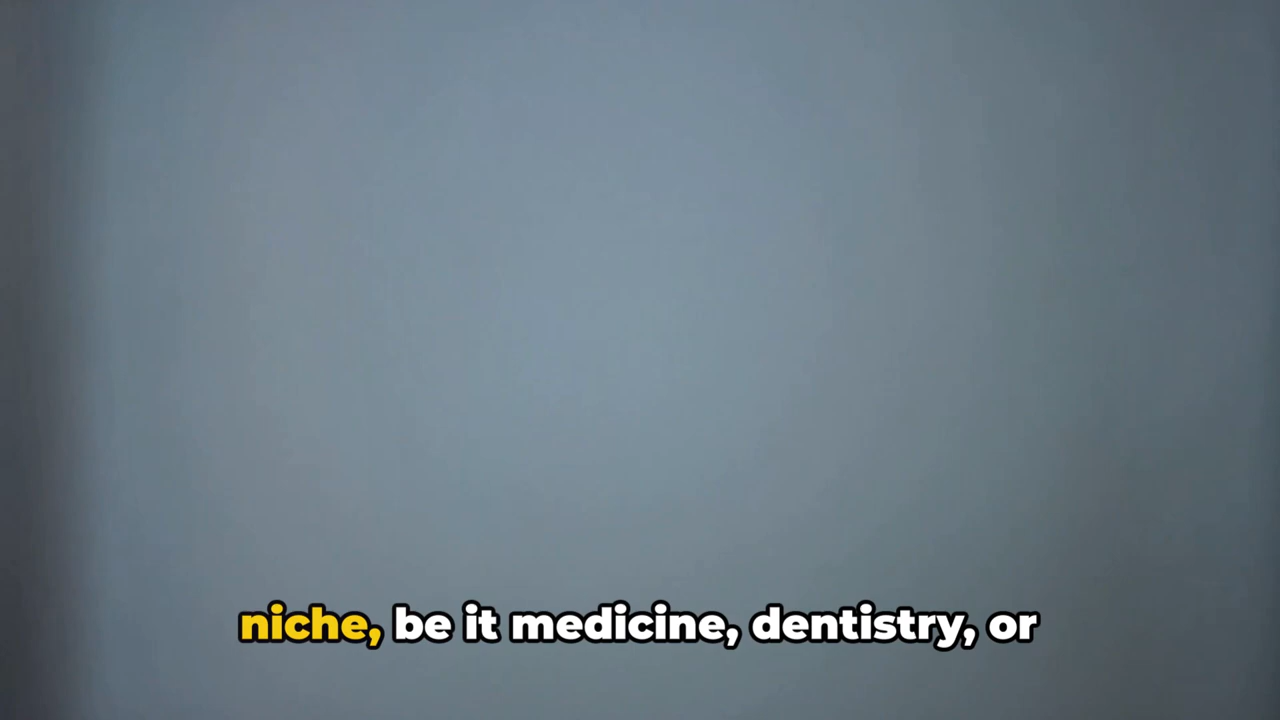 niche, be it medicine, dentistry, or